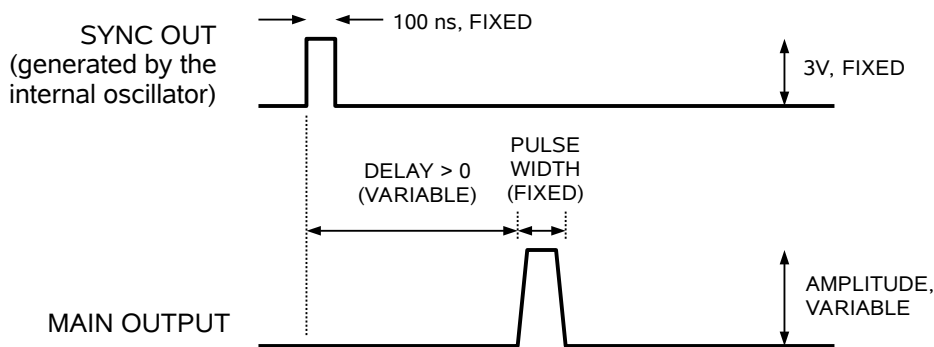 SYNC OUT
(generated by the
internal oscillator)
100 ns, FIXED
3V, FIXED
DELAY > 0
(VARIABLE)
PULSE
WIDTH
(FIXED)
MAIN OUTPUT
AMPLITUDE,
VARIABLE